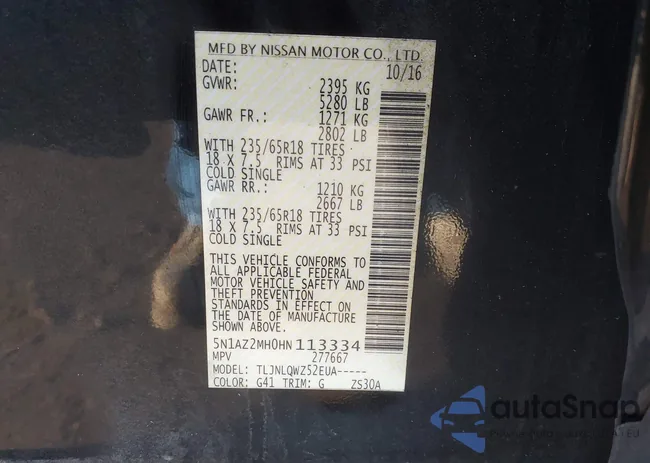 MFD BY NISSAN MOTOR CO., LTD.
DATE: 10/16
GVWR: 2395 KG
5280 LB
GAWR FR.: 1271 KG
2802 LB
WITH 235/65R18 TIRES
18 X 7.5 RIMS AT 33 PSI
COLD SINGLE
GAWR RR.: 1210 KG
2667 LB
WITH 235/65R18 TIRES
18 X 7.5 RIMS AT 33 PSI
COLD SINGLE
THIS VEHICLE CONFORMS TO
ALL APPLICABLE FEDERAL
MOTOR VEHICLE SAFETY AND
THEFT PREVENTION
STANDARDS IN EFFECT ON
THE DATE OF MANUFACTURE
SHOWN ABOVE.
5N1AZ2MH0HN 113334
MPV 277667
MODEL: TLJNLQWZ52EUA-----
COLOR: G41 TRIM: G ZS30A
autaSnap